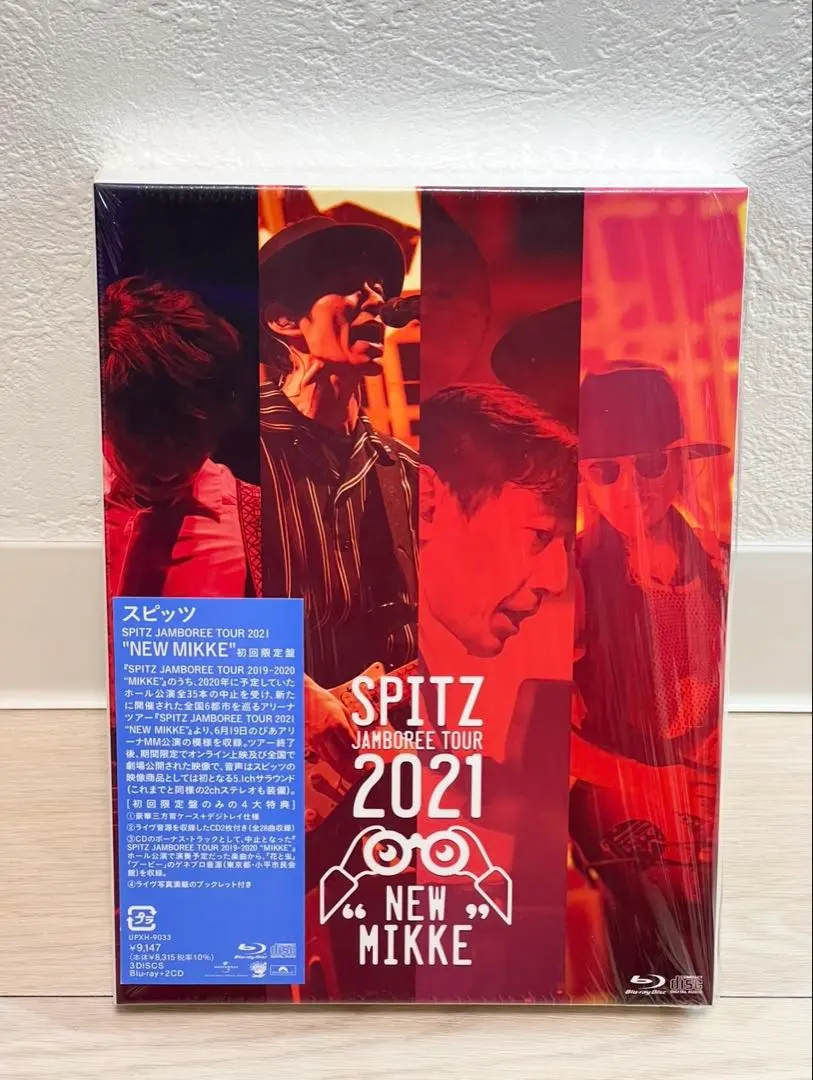 スピッツ
SPITZ JAMBOREE TOUR 2021
"NEW MIKKE"初回限定盤
『SPITZ JAMBOREE TOUR 2019-2020
"MIKKE"』のうち、2020年に予定していた
ホール公演全35本の中止を受け、新た
に開催された全国6都市を巡るアリーナ
ツアー『SPITZ JAMBOREE TOUR 2021
"NEW MIKKE"』より、6月19日のぴあアリ
ーナMM公演の模様を収録。ツアー終了
後、期間限定でオンライン上映及び全国で
劇場公開された映像で、音声はスピッツの
映像商品としては初となる5.1chサラウンド
(これまでと同様の2chステレオも装備)。
[初回限定盤のみの4大特典]
①豪華三方背ケース+デジトレイ仕様
②ライヴ音源を収録したCD2枚付き(全28曲収録)
③CDのボーナス・トラックとして、中止となった『
SPITZ JAMBOREE TOUR 2019-2020 "MIKKE"』
ホール公演で演奏予定だった楽曲から、「花と虫」
「ブービー」のゲネプロ音源(東京都・小平市民会
館)を収録。
④ライヴ写真満載のブックレット付き
プラ
UPXH-9033
¥9,147
(本体¥8,315 税率10%)
3DISCS
Blu-ray+2CD
Blu-ray Disc
COMPACT
disc
DIGITAL AUDIO
SPITZ
JAMBOREE TOUR
2021
" NEW "
MIKKE
Blu-ray Disc
COMPACT
disc
DIGITAL AUDIO